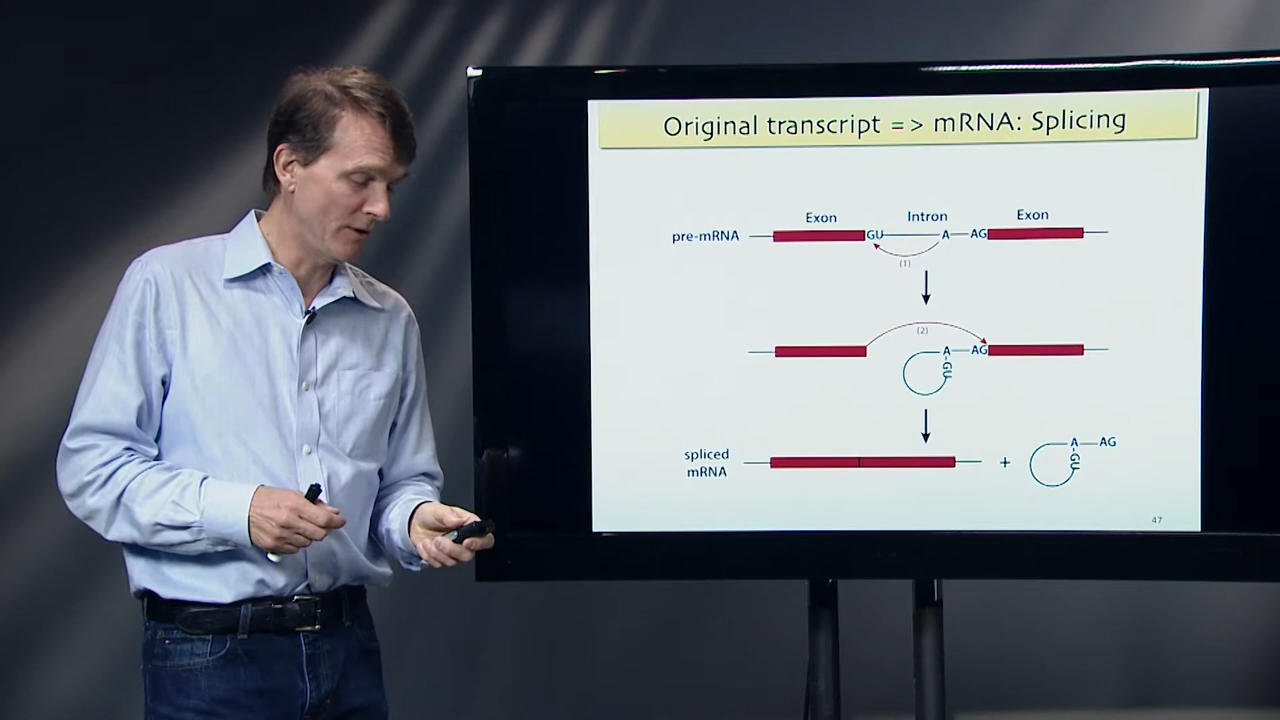 Original transcript => mRNA: Splicing
Exon Intron Exon
pre-mRNA GU A AG
(1)
(2)
A AG
GU
spliced
mRNA
+
A AG
GU
47